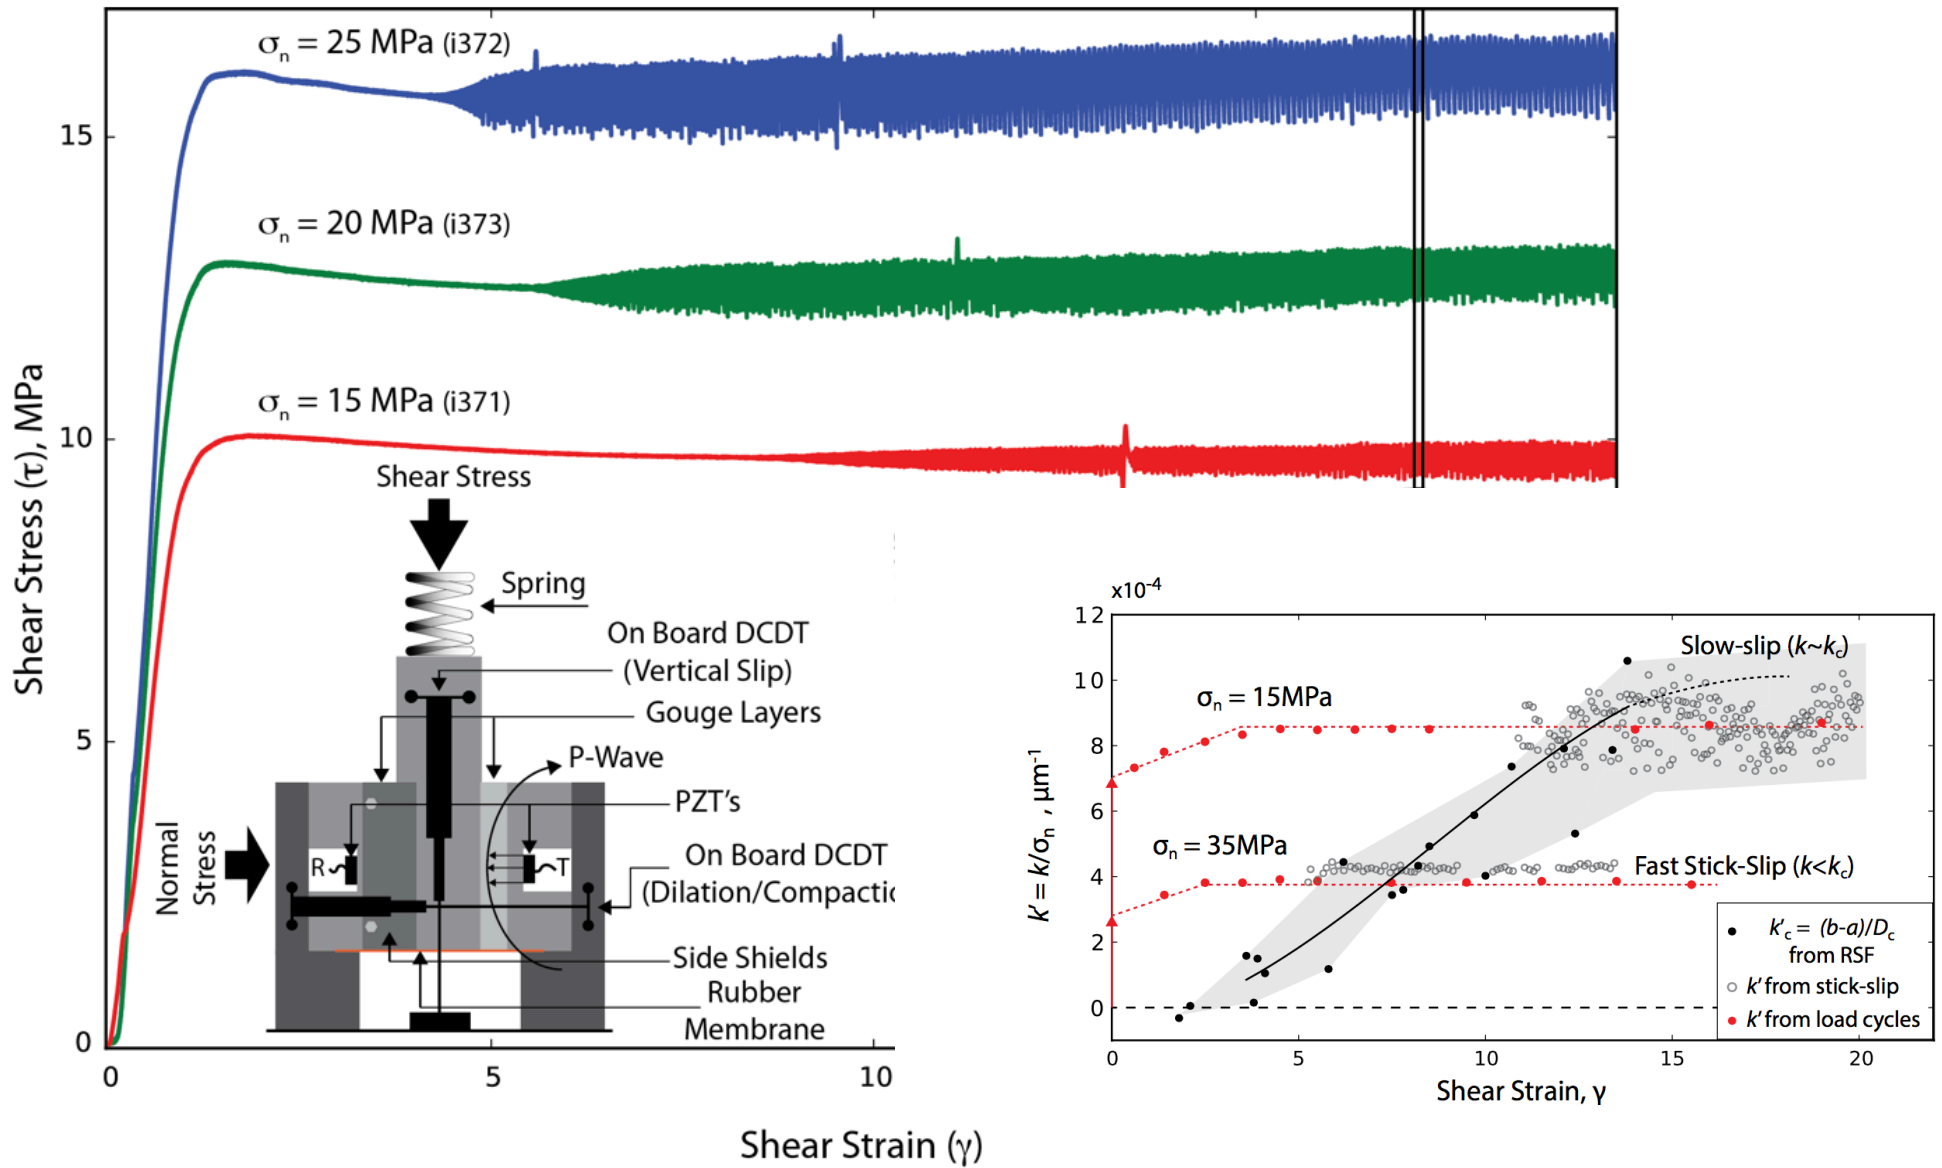 σn = 25 MPa (i372)
15
σn = 20 MPa (i373)
σn = 15 MPa (i371)
10
Shear Stress (τ), MPa
5
0
0
5
10
Shear Strain (γ)
Shear Stress
Spring
On Board DCDT
(Vertical Slip)
Gouge Layers
P-Wave
PZT's
Normal
Stress
R
T
On Board DCDT
(Dilation/Compactic
Side Shields
Rubber
Membrane
x10-4
12
10
8
6
4
2
0
k' = k/σn , μm-1
Slow-slip (k~kc)
σn = 15MPa
σn = 35MPa
Fast Stick-Slip (k<kc)
k'c = (b-a)/Dc
from RSF
k' from stick-slip
k' from load cycles
0
5
10
15
20
Shear Strain, γ